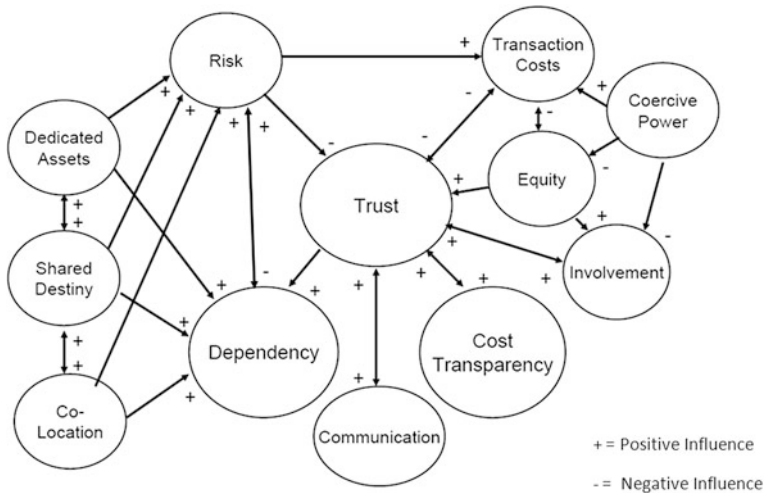 Risk
+
Transaction
Costs
+
+
-
-
+
Coercive
Power
Dedicated
Assets
+
+
-
-
-
Equity
-
+
Trust
+
+
+
Shared
Destiny
+
-
Involvement
+
-
+
+
+
+
+
+
+
Dependency
Cost
Transparency
+
+
+
Co-
Location
+
Communication
+ = Positive Influence
- = Negative Influence